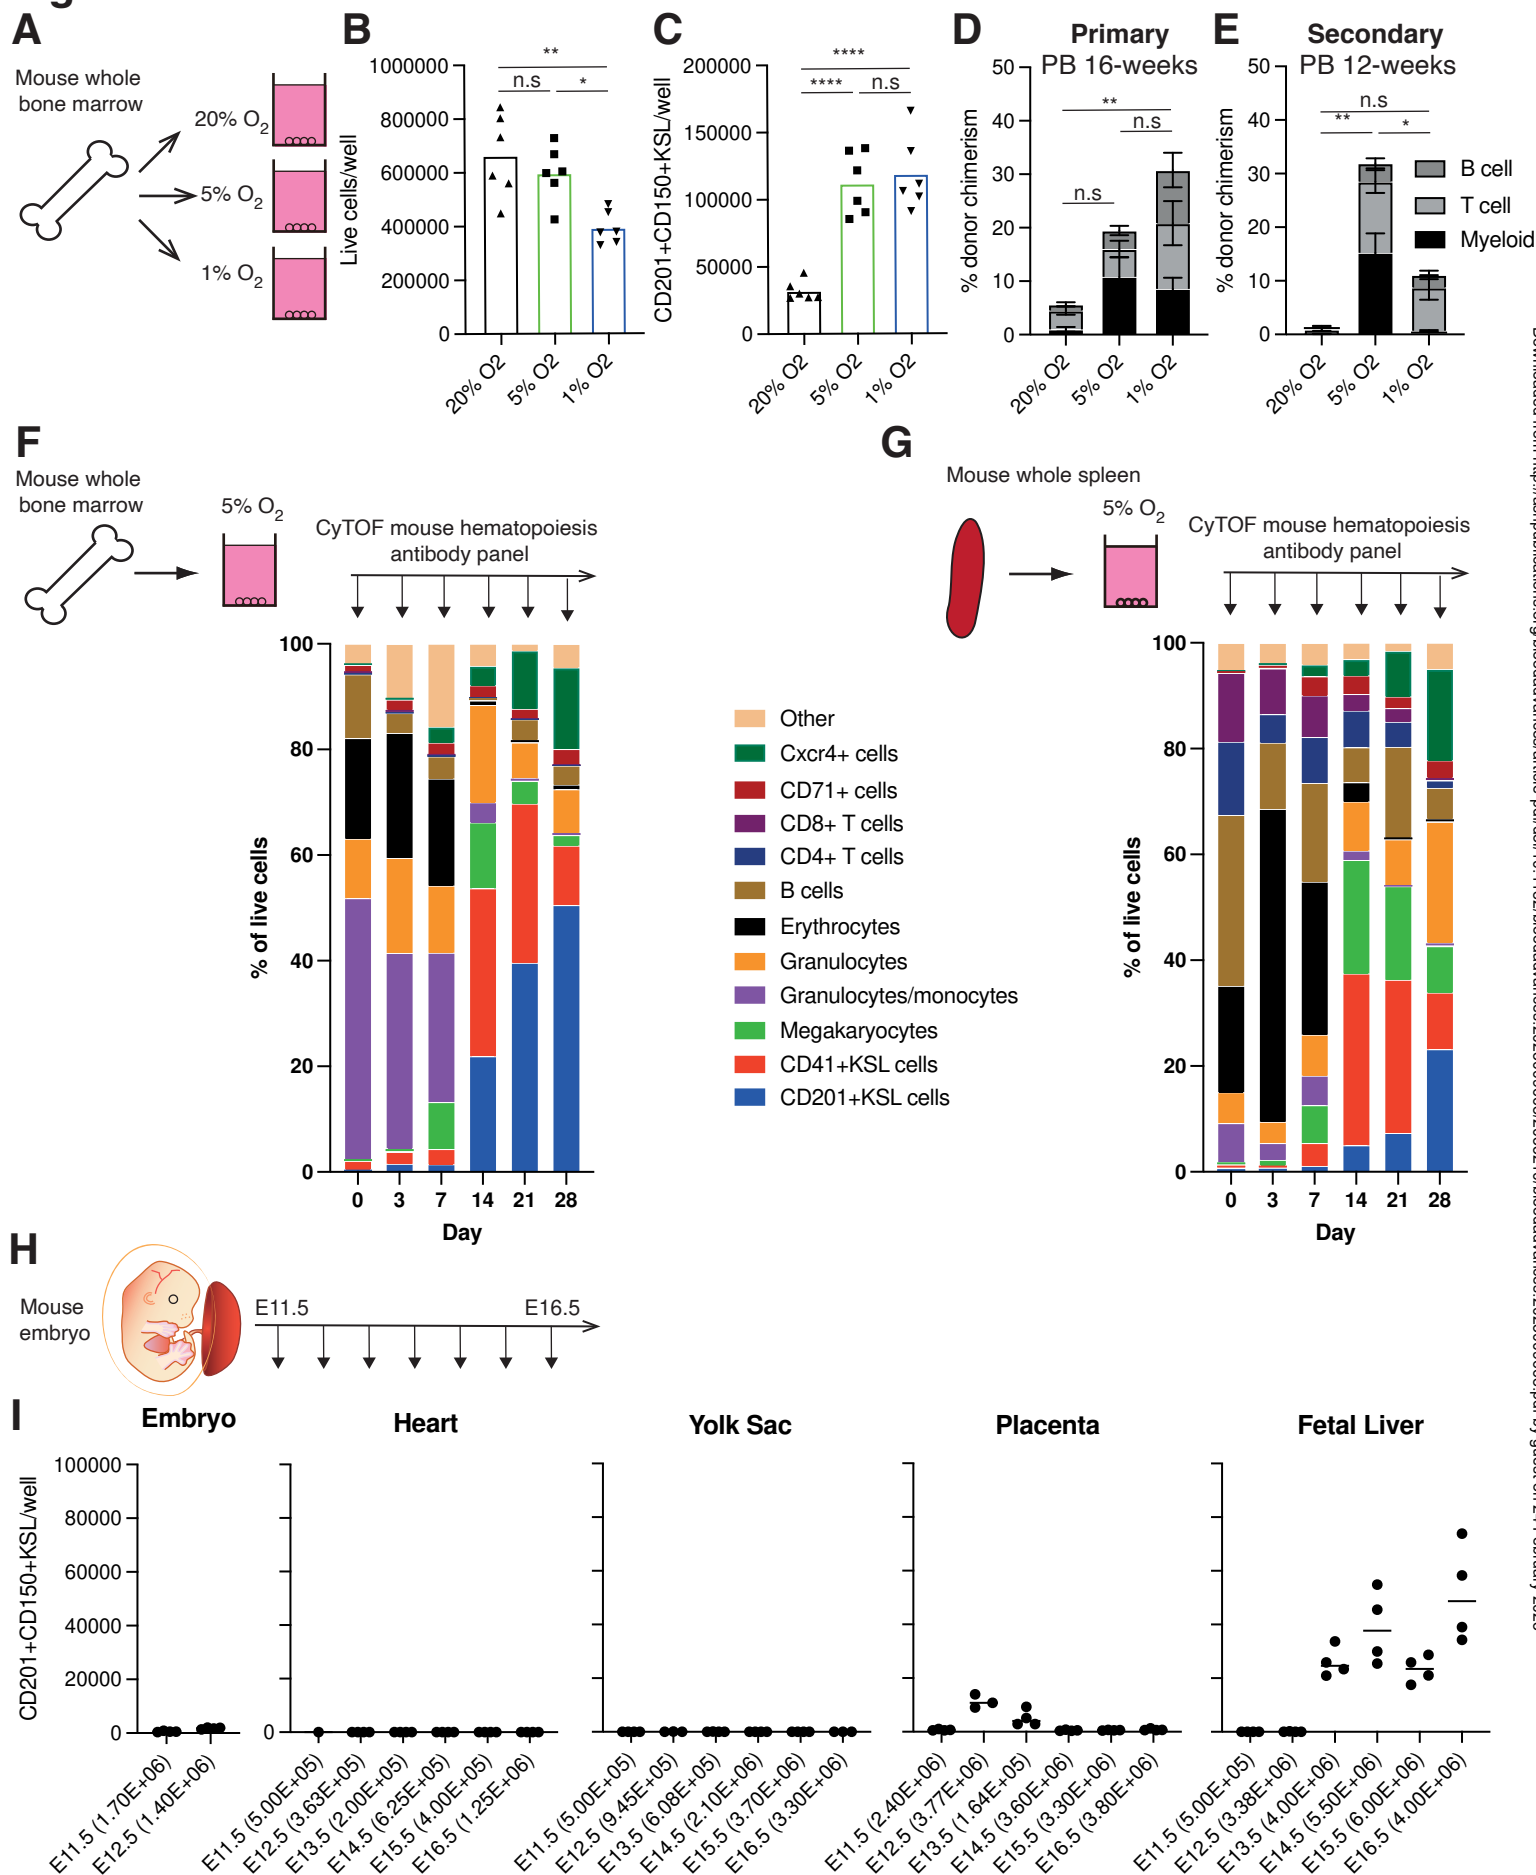 A
Mouse whole
bone marrow
20% O2
5% O2
1% O2
B
Live cells/well
1000000
800000
600000
400000
200000
0
**
n.s
*
20% O2
5% O2
1% O2
C
CD201+CD150+KSL/well
200000
150000
100000
50000
0
****
****
n.s
20% O2
5% O2
1% O2
D
Primary
PB 16-weeks
% donor chimerism
50
40
30
20
10
0
**
n.s
n.s
20% O2
5% O2
1% O2
E
Secondary
PB 12-weeks
% donor chimerism
50
40
30
20
10
0
n.s
**
*
20% O2
5% O2
1% O2
B cell
T cell
Myeloid
F
Mouse whole
bone marrow
5% O2
CyTOF mouse hematopoiesis
antibody panel
% of live cells
100
80
60
40
20
0
0 3 7 14 21 28
Day
Other
Cxcr4+ cells
CD71+ cells
CD8+ T cells
CD4+ T cells
B cells
Erythrocytes
Granulocytes
Granulocytes/monocytes
Megakaryocytes
CD41+KSL cells
CD201+KSL cells
G
Mouse whole spleen
5% O2
CyTOF mouse hematopoiesis
antibody panel
% of live cells
100
80
60
40
20
0
0 3 7 14 21 28
Day
H
Mouse
embryo
E11.5
E16.5
I
CD201+CD150+KSL/well
Embryo
100000
80000
60000
40000
20000
0
E11.5 (1.70E+06)
E12.5 (1.40E+06)
Heart
0
E11.5 (5.00E+05)
E12.5 (3.63E+05)
E13.5 (2.00E+05)
E14.5 (6.25E+05)
E15.5 (4.00E+05)
E16.5 (1.25E+06)
Yolk Sac
E11.5 (5.00E+05)
E12.5 (9.45E+05)
E13.5 (6.08E+05)
E14.5 (2.10E+06)
E15.5 (3.70E+06)
E16.5 (3.30E+06)
Placenta
E11.5 (2.40E+06)
E12.5 (3.77E+06)
E13.5 (1.64E+05)
E14.5 (3.60E+06)
E15.5 (3.30E+06)
E16.5 (3.80E+06)
Fetal Liver
E11.5 (5.00E+05)
E12.5 (3.38E+06)
E13.5 (4.00E+06)
E14.5 (5.50E+06)
E15.5 (6.00E+06)
E16.5 (4.00E+06)